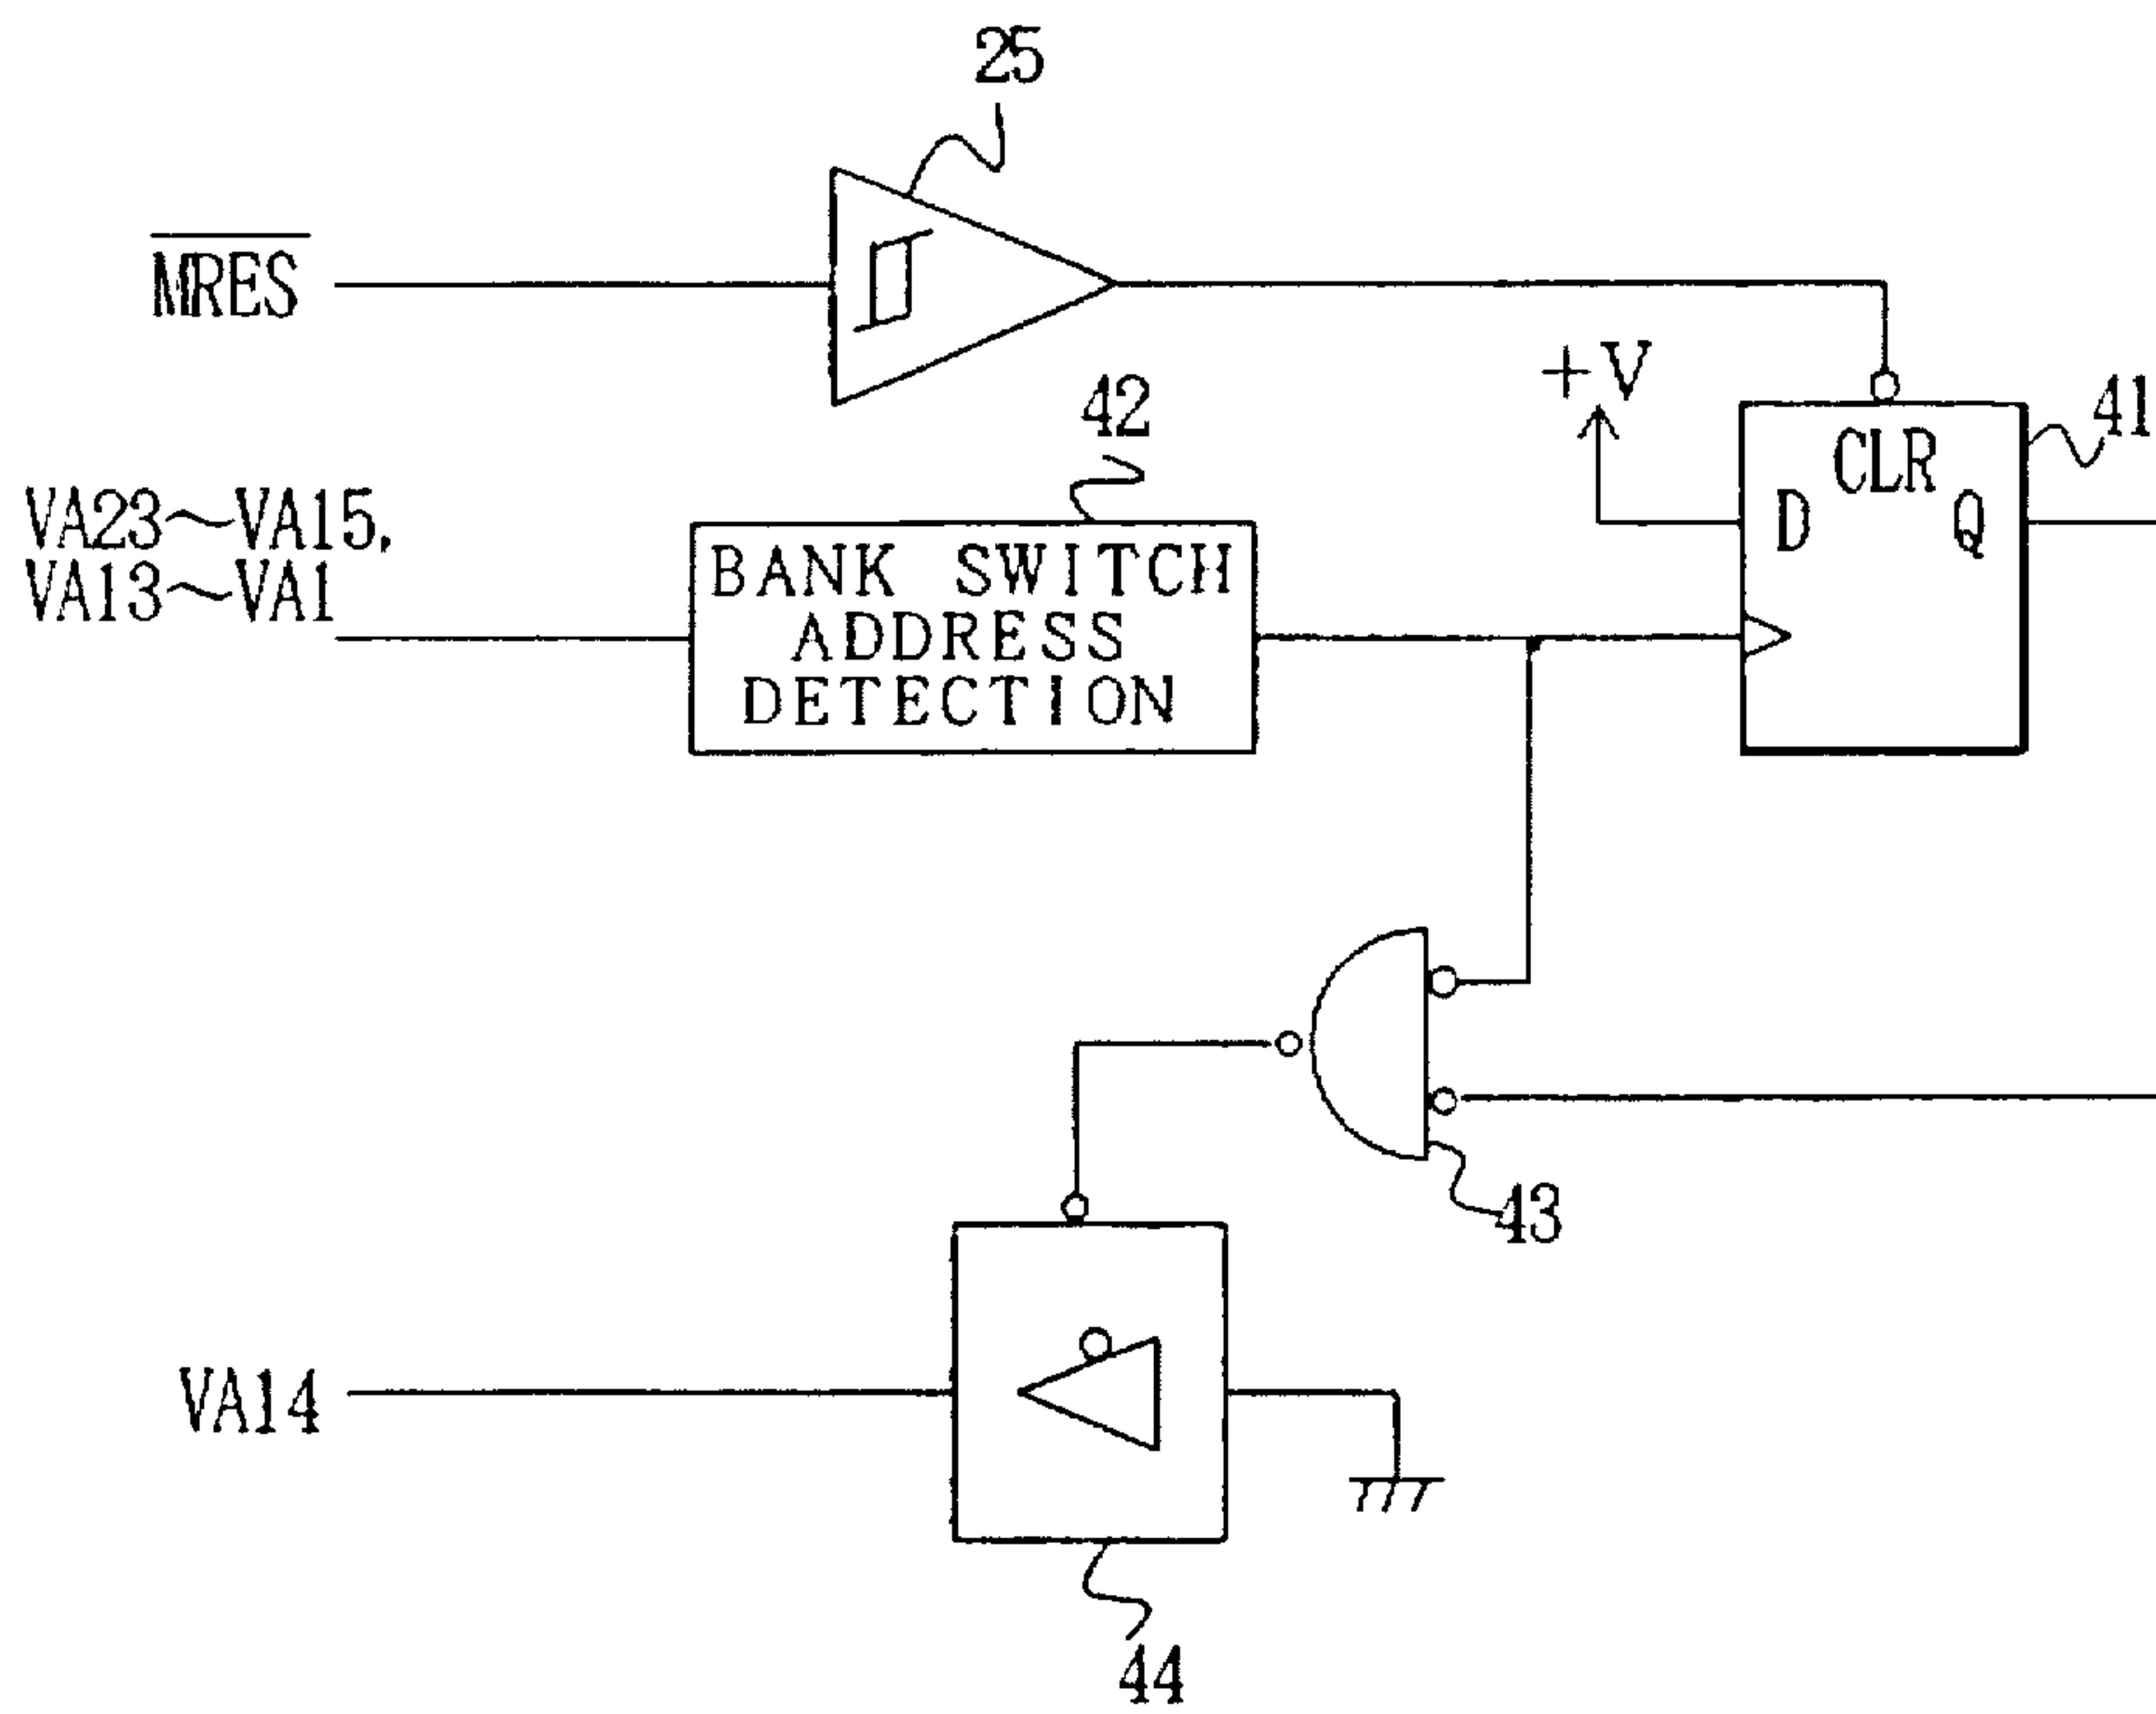 25
MRES
+V
42
41
CLR
D
Q
VA23~VA15,
VA13~VA1
BANK SWITCH
ADDRESS
DETECTION
43
VA14
44